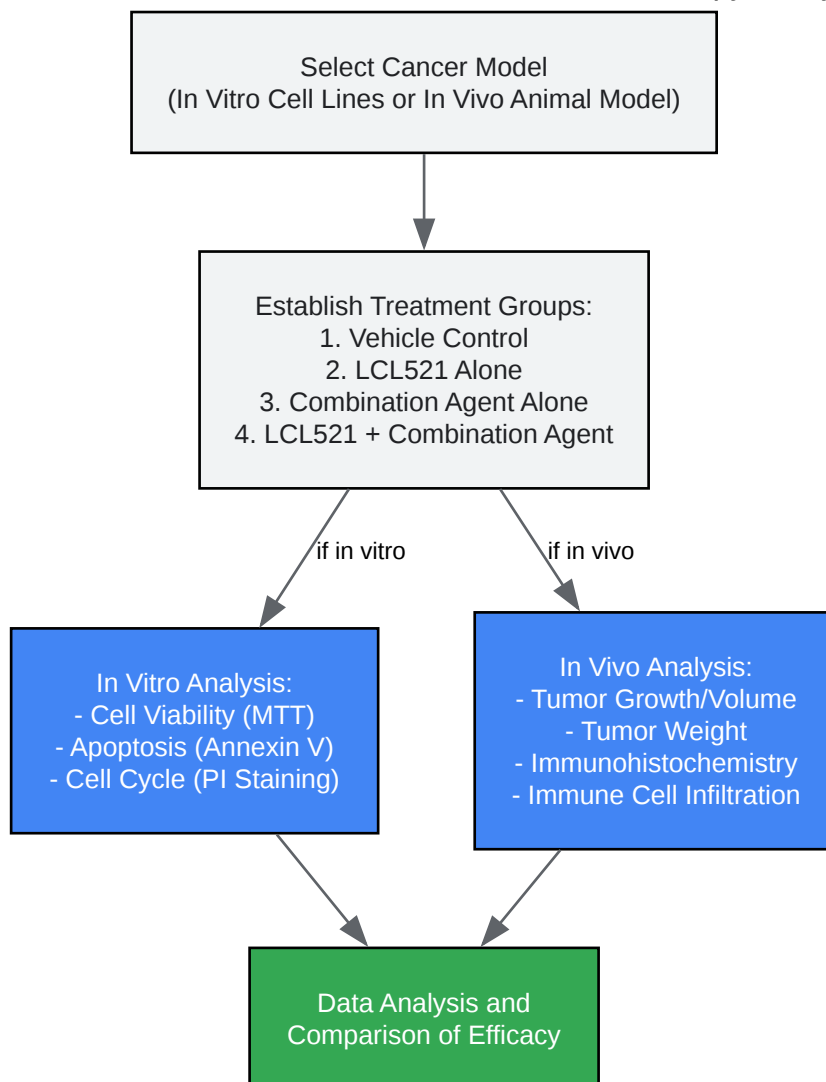 Select Cancer Model
(In Vitro Cell Lines or In Vivo Animal Model)
Establish Treatment Groups:
1. Vehicle Control
2. LCL521 Alone
3. Combination Agent Alone
4. LCL521 + Combination Agent
if in vitro
if in vivo
In Vitro Analysis:
- Cell Viability (MTT)
- Apoptosis (Annexin V)
- Cell Cycle (PI Staining)
In Vivo Analysis:
- Tumor Growth/Volume
- Tumor Weight
- Immunohistochemistry
- Immune Cell Infiltration
Data Analysis and
Comparison of Efficacy